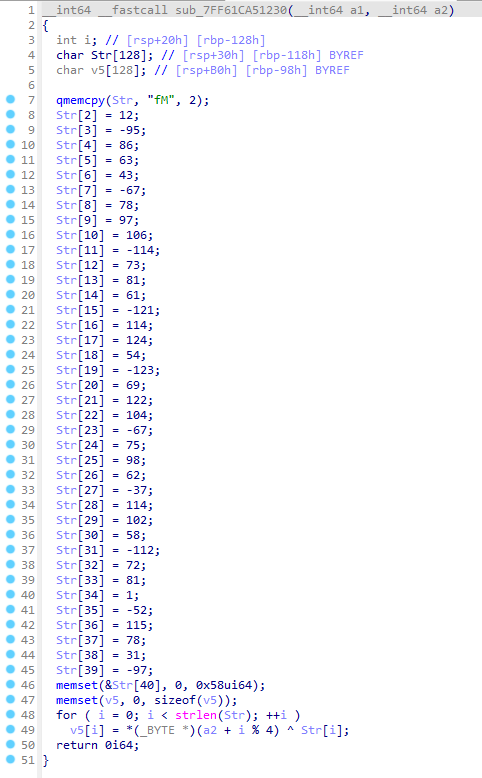 1 __int64 __fastcall sub_7FF61CA51230(__int64 a1, __int64 a2)
2 {
3 int i; // [rsp+20h] [rbp-128h]
4 char Str[128]; // [rsp+30h] [rbp-118h] BYREF
5 char v5[128]; // [rsp+B0h] [rbp-98h] BYREF
6
7 qmemcpy(Str, "fM", 2);
8 Str[2] = 12;
9 Str[3] = -95;
10 Str[4] = 86;
11 Str[5] = 63;
12 Str[6] = 43;
13 Str[7] = -67;
14 Str[8] = 78;
15 Str[9] = 97;
16 Str[10] = 106;
17 Str[11] = -114;
18 Str[12] = 73;
19 Str[13] = 81;
20 Str[14] = 61;
21 Str[15] = -121;
22 Str[16] = 114;
23 Str[17] = 124;
24 Str[18] = 54;
25 Str[19] = -123;
26 Str[20] = 69;
27 Str[21] = 122;
28 Str[22] = 104;
29 Str[23] = -67;
30 Str[24] = 75;
31 Str[25] = 98;
32 Str[26] = 62;
33 Str[27] = -37;
34 Str[28] = 114;
35 Str[29] = 102;
36 Str[30] = 58;
37 Str[31] = -112;
38 Str[32] = 72;
39 Str[33] = 81;
40 Str[34] = 1;
41 Str[35] = -52;
42 Str[36] = 115;
43 Str[37] = 78;
44 Str[38] = 31;
45 Str[39] = -97;
46 memset(&Str[40], 0, 0x58ui64);
47 memset(v5, 0, sizeof(v5));
48 for ( i = 0; i < strlen(Str); ++i )
49 v5[i] = *(_BYTE *)(a2 + i % 4) ^ Str[i];
50 return 0i64;
51 }